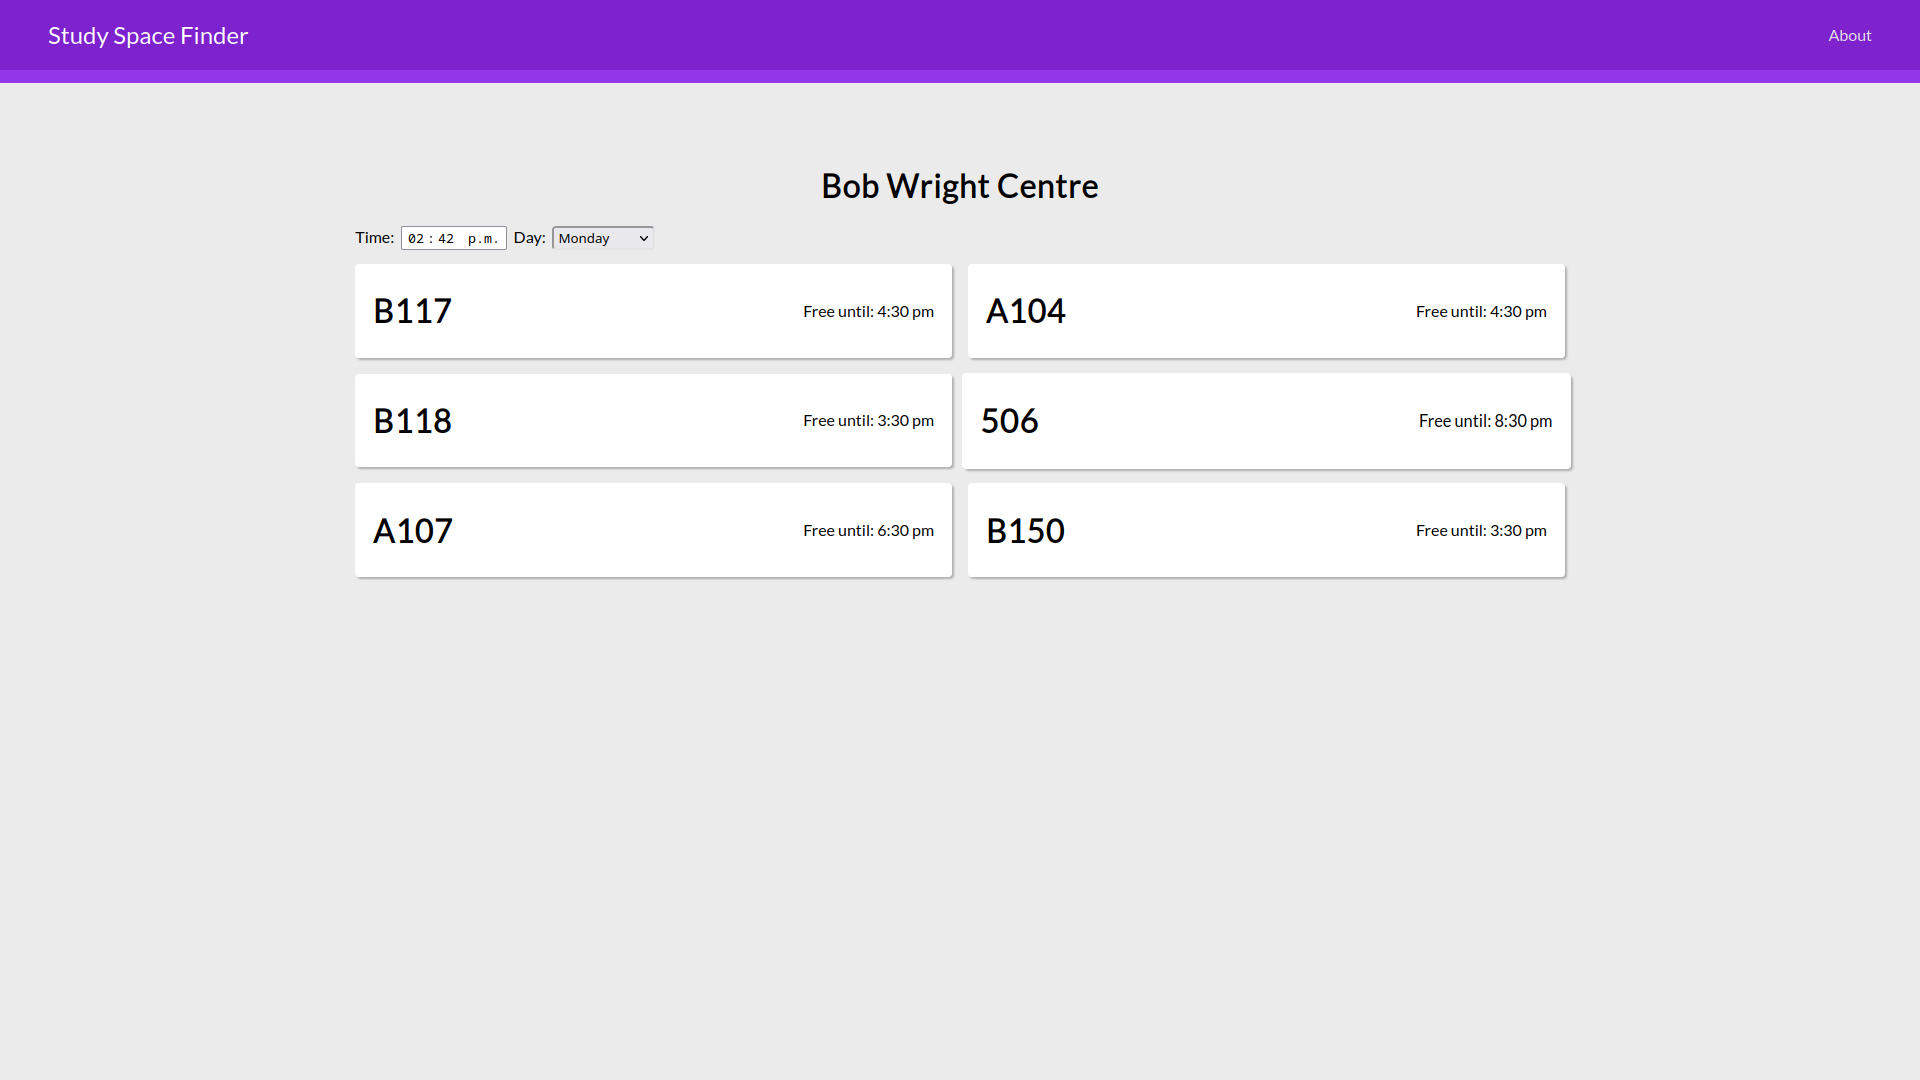 Study Space Finder
About
Bob Wright Centre
Time: 02:42 p.m. Day: Monday
B117 Free until: 4:30 pm
A104 Free until: 4:30 pm
B118 Free until: 3:30 pm
506 Free until: 8:30 pm
A107 Free until: 6:30 pm
B150 Free until: 3:30 pm